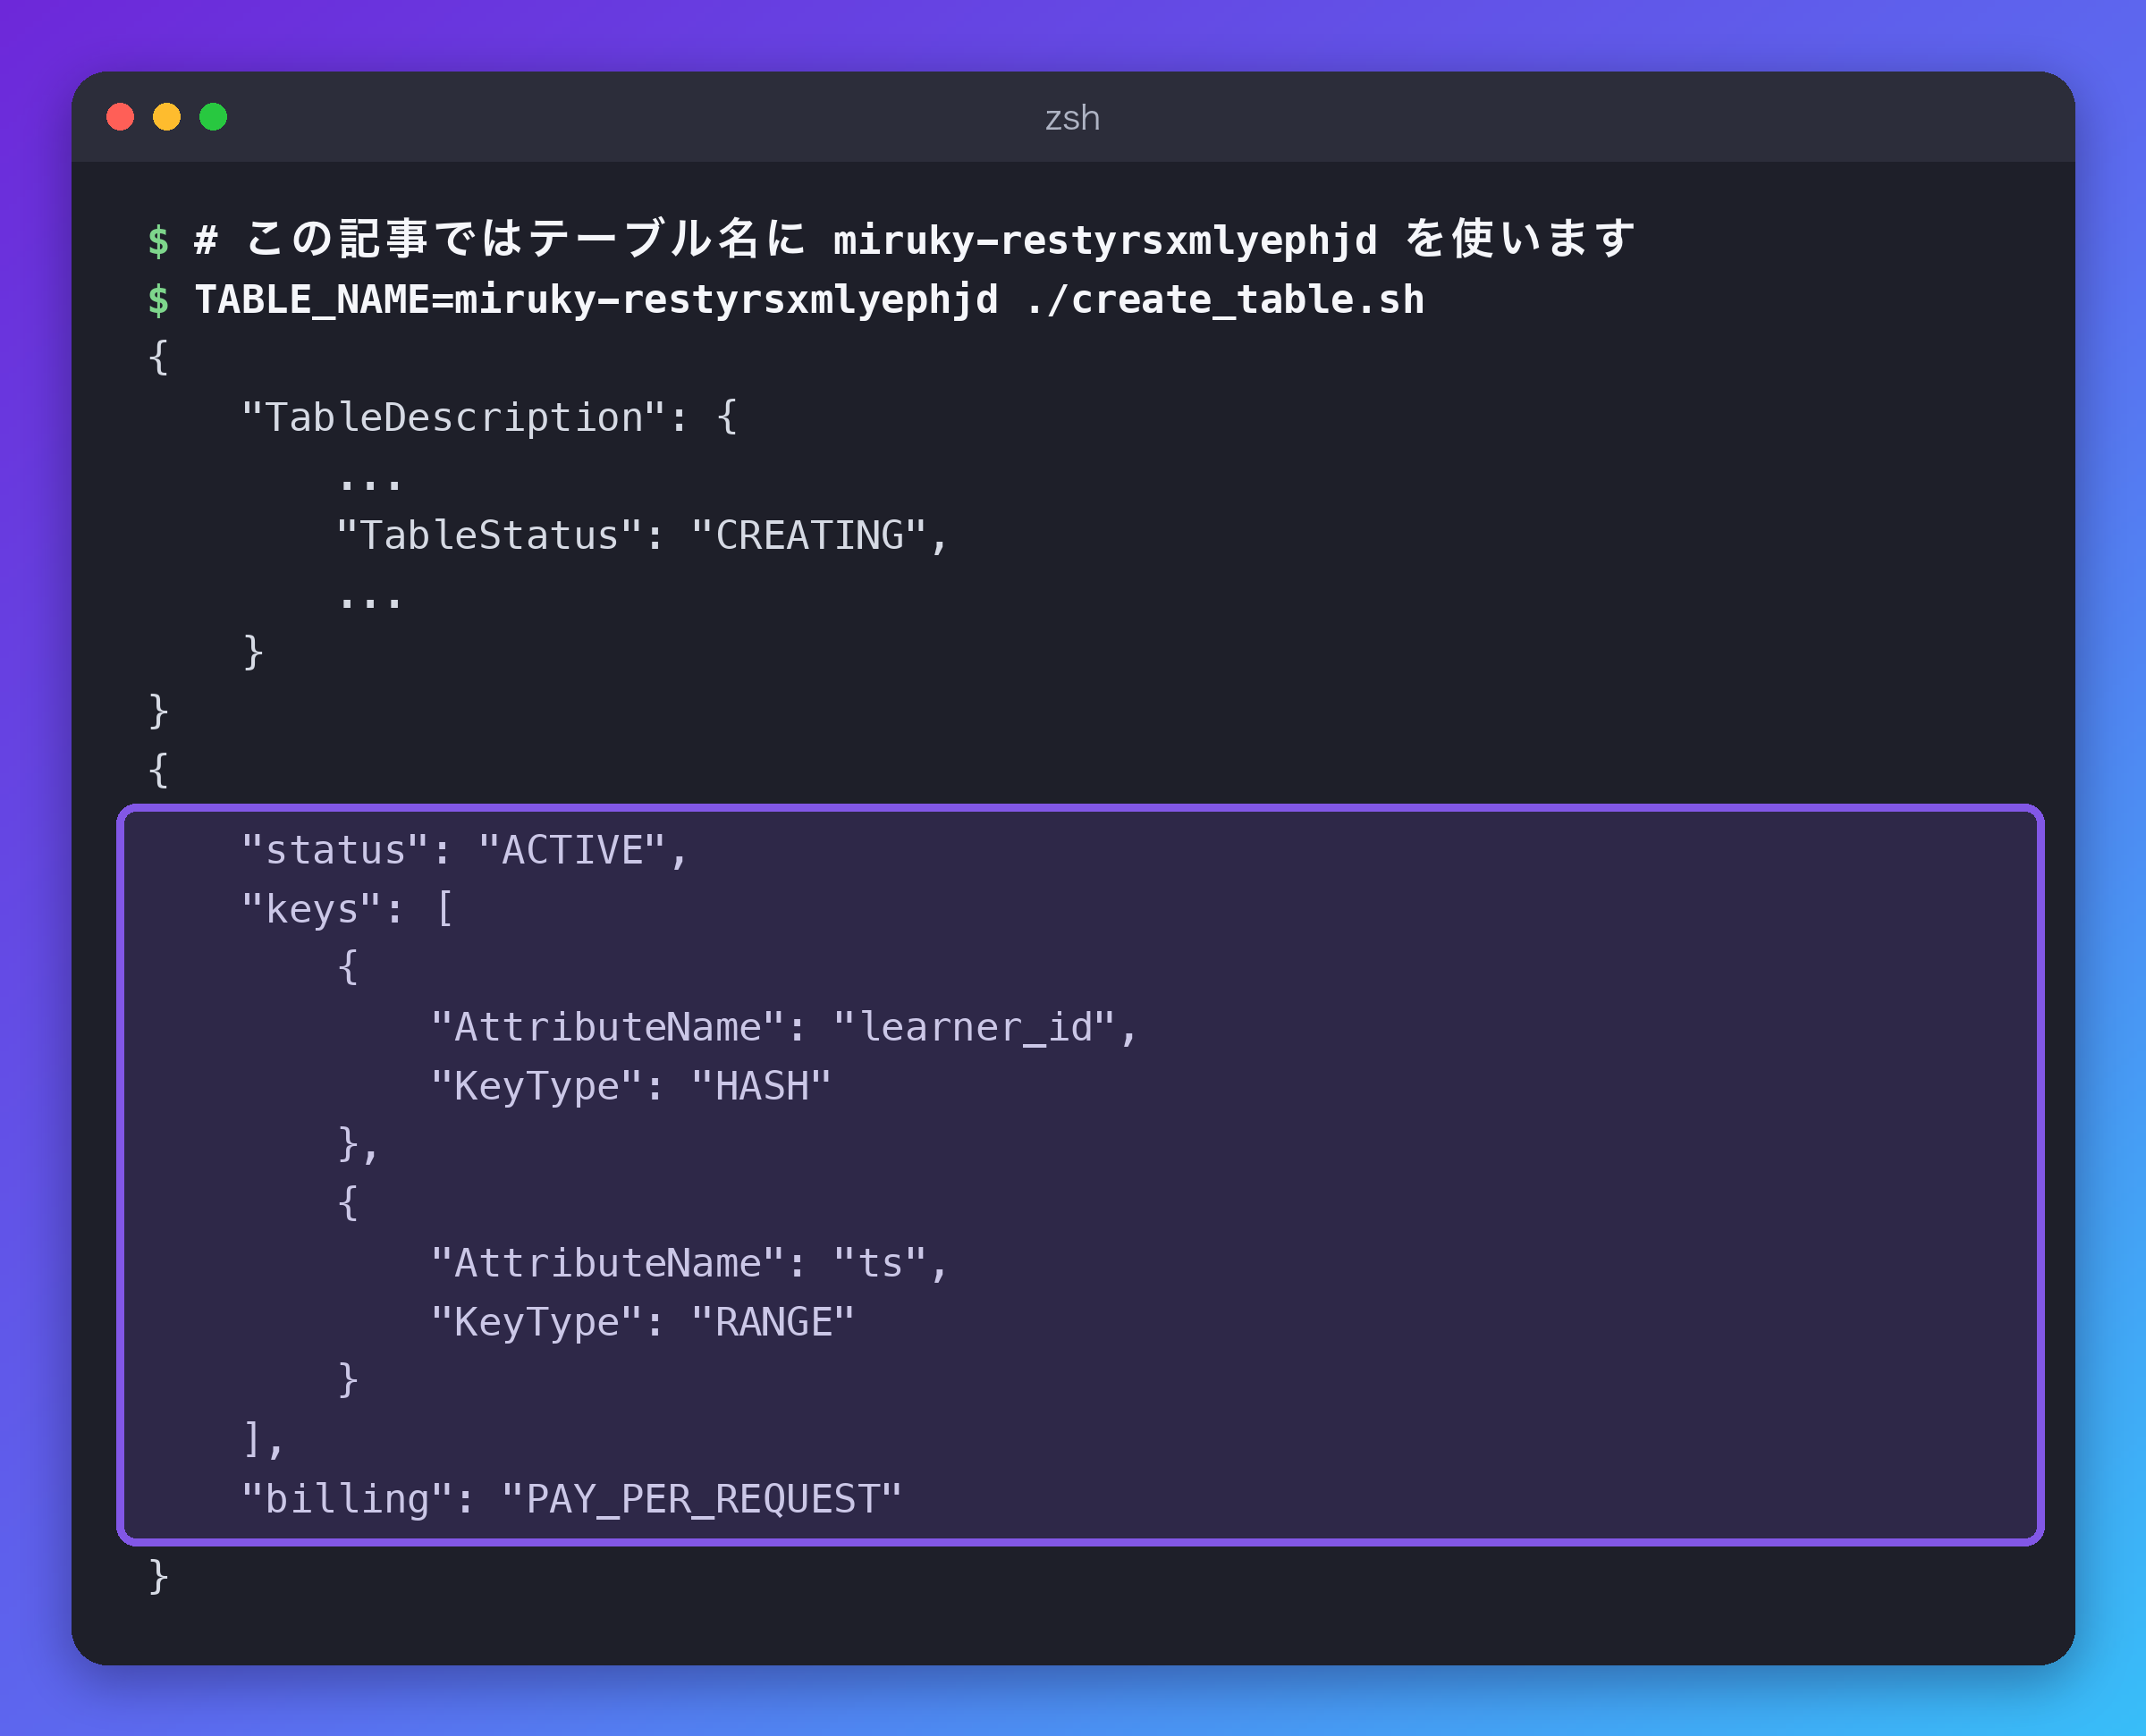 zsh
$ # この記事ではテーブル名に miruky-restyrsxmlyephjd を使います
$ TABLE_NAME=miruky-restyrsxmlyephjd ./create_table.sh
{
    "TableDescription": {
        ...
        "TableStatus": "CREATING",
        ...
    }
}
{
    "status": "ACTIVE",
    "keys": [
        {
            "AttributeName": "learner_id",
            "KeyType": "HASH"
        },
        {
            "AttributeName": "ts",
            "KeyType": "RANGE"
        }
    ],
    "billing": "PAY_PER_REQUEST"
}